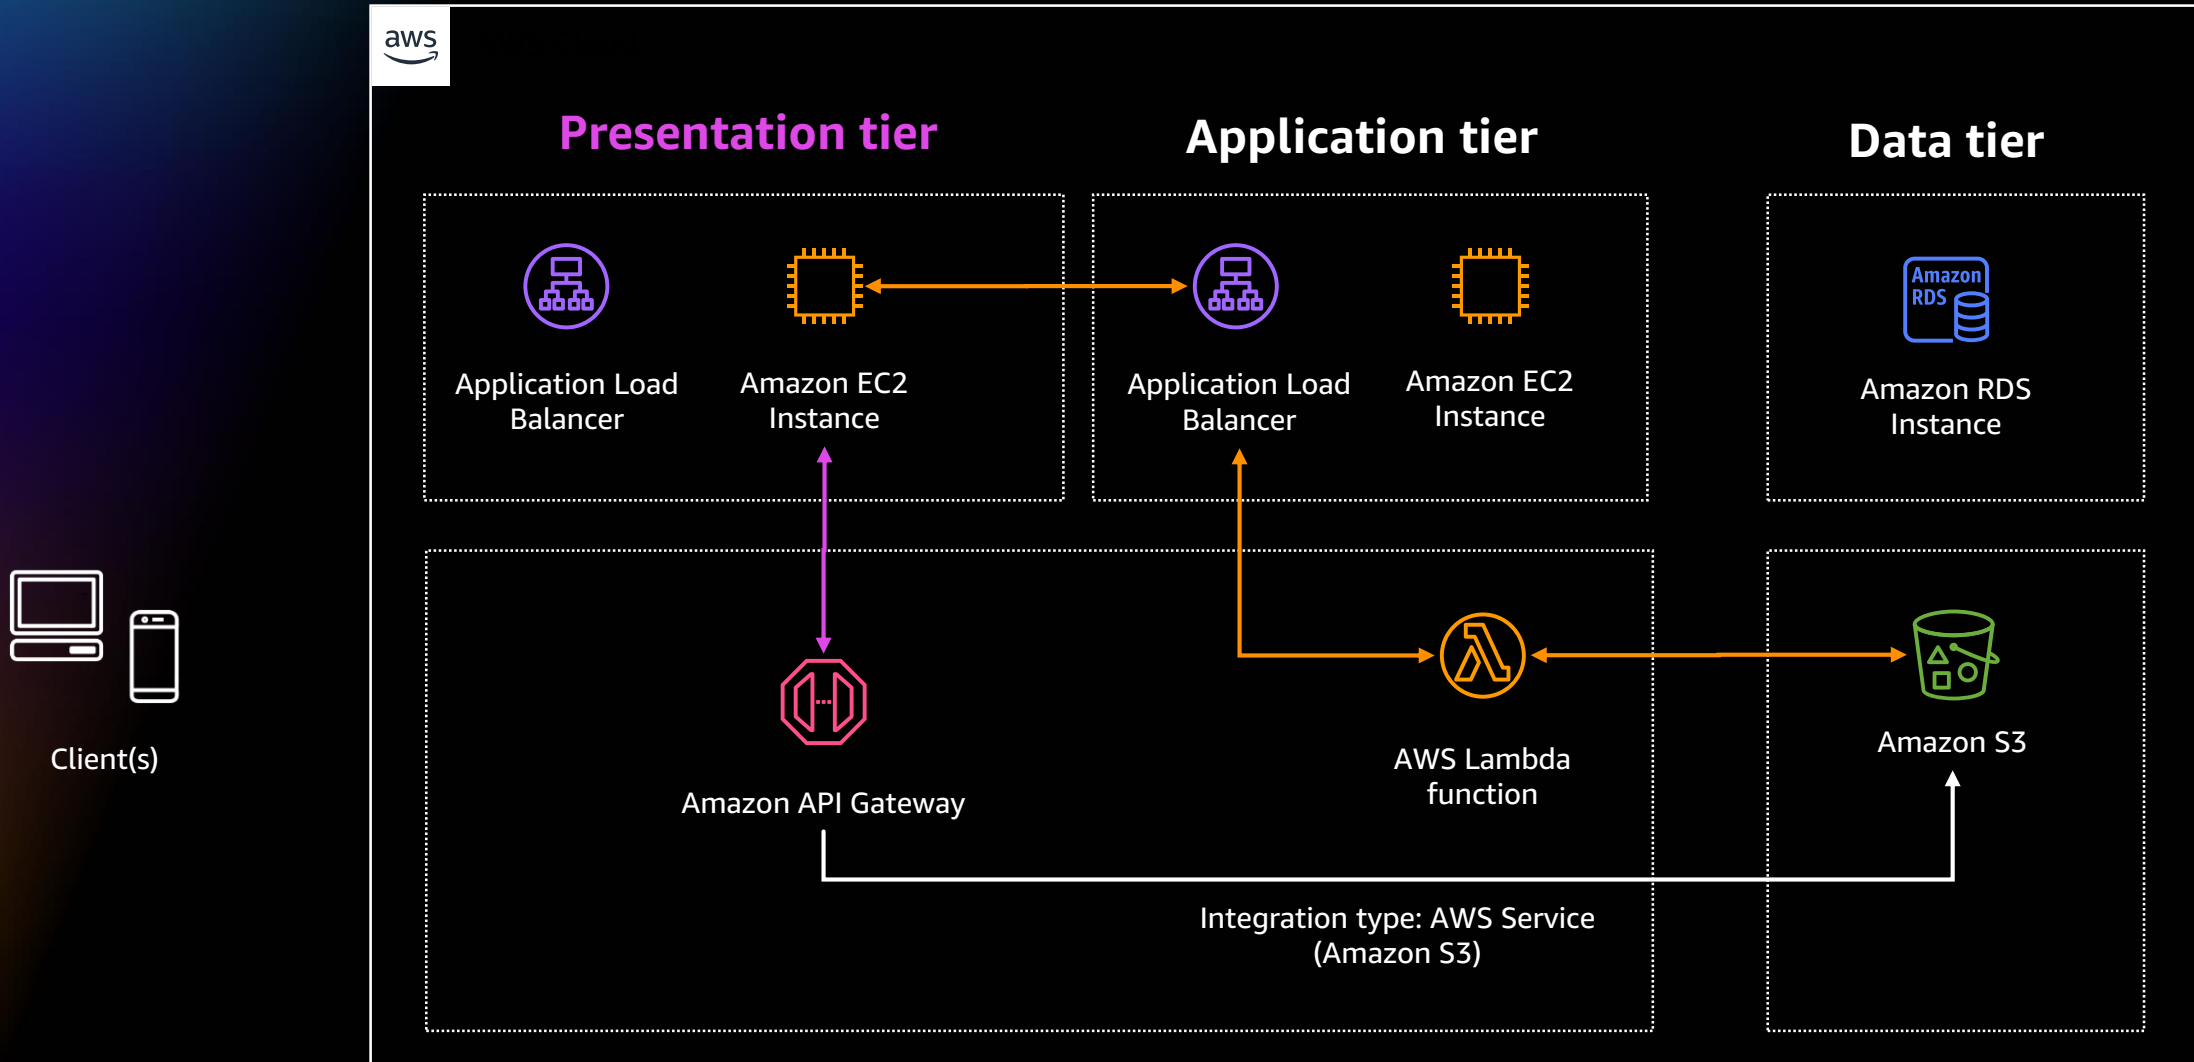 aws
Presentation tier
Application tier
Data tier
Amazon
RDS
Application Load
Balancer
Amazon EC2
Instance
Application Load
Balancer
Amazon EC2
Instance
Amazon RDS
Instance
Client(s)
Amazon API Gateway
AWS Lambda
function
Amazon S3
Integration type: AWS Service
(Amazon S3)